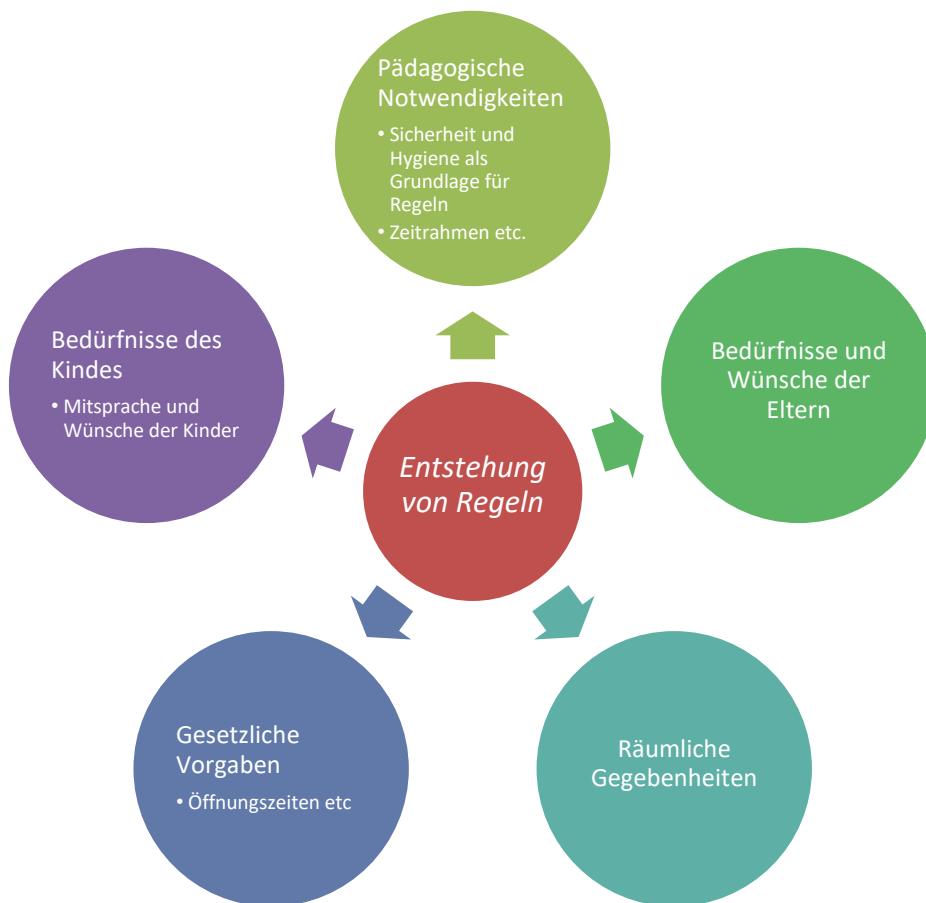 Pädagogische
Notwendigkeiten
• Sicherheit und
Hygiene als
Grundlage für
Regeln
• Zeitrahmen etc.
Bedürfnisse und
Wünsche der
Eltern
Räumliche
Gegebenheiten
Gesetzliche
Vorgaben
• Öffnungszeiten etc
Bedürfnisse des
Kindes
• Mitsprache und
Wünsche der Kinder
Entstehung
von Regeln